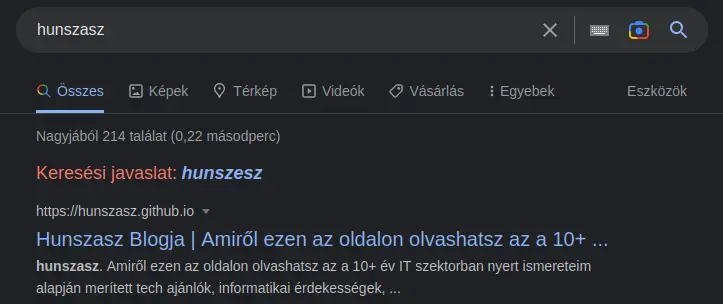 hunszasz
Összes Képek Térkép Videók Vásárlás Egyebek Eszközök
Nagyjából 214 találat (0,22 másodperc)
Keresési javaslat: hunszesz
https://hunszasz.github.io
Hunszasz Blogja | Amiről ezen az oldalon olvashatsz az a 10+ ...
hunszasz. Amiről ezen az oldalon olvashatsz az a 10+ év IT szektorban nyert ismereteim
alapján merített tech ajánlók, informatikai érdekességek, ...